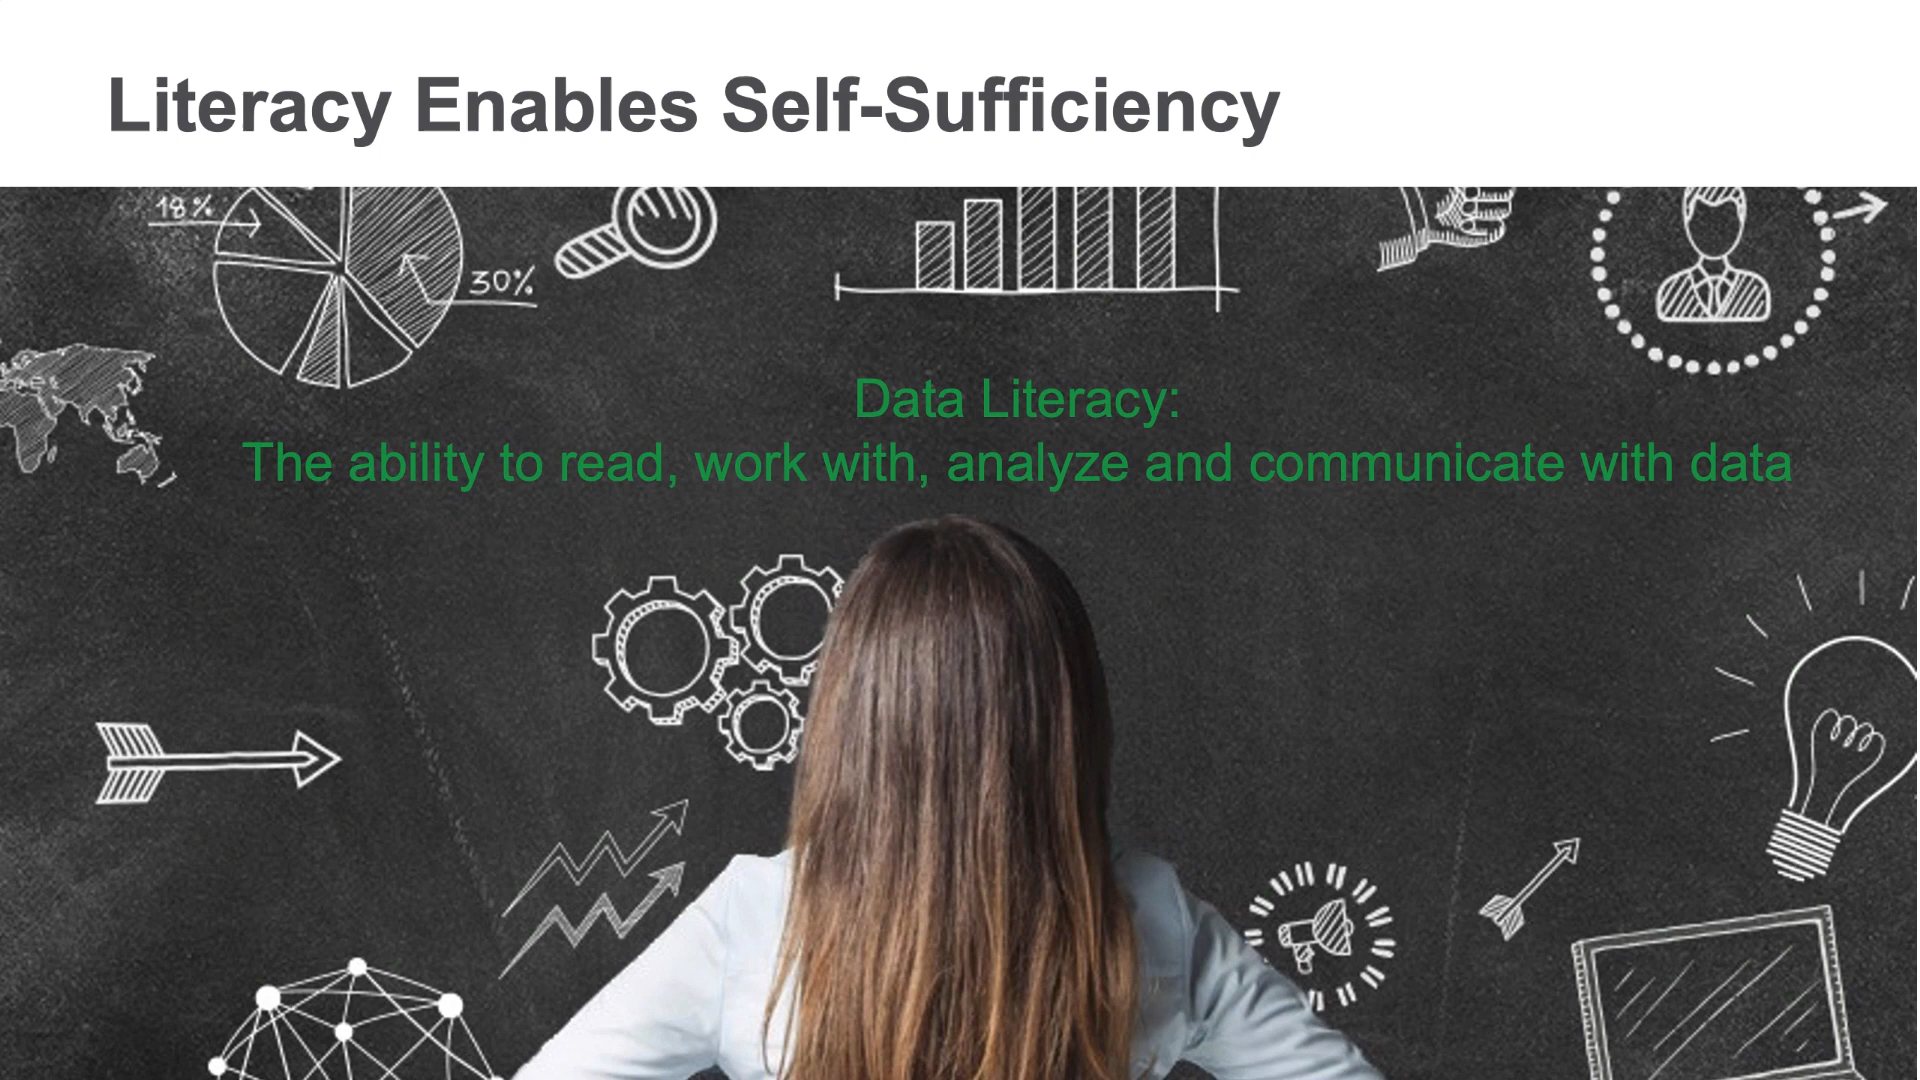 Literacy Enables Self-Sufficiency
18%
30%
Data Literacy:
The ability to read, work with, analyze and communicate with data